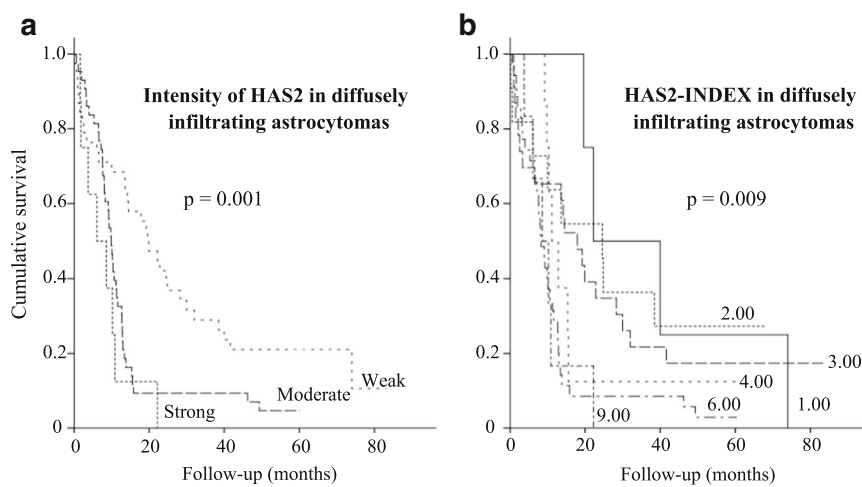 a
Cumulative survival
1.0
0.8
0.6
0.4
0.2
0
Intensity of HAS2 in diffusely
infiltrating astrocytomas
p = 0.001
Weak
Moderate
Strong
0 20 40 60 80
Follow-up (months)
b
1.0
0.8
0.6
0.4
0.2
0
HAS2-INDEX in diffusely
infiltrating astrocytomas
p = 0.009
2.00
3.00
4.00
9.00 6.00 1.00
0 20 40 60 80
Follow-up (months)